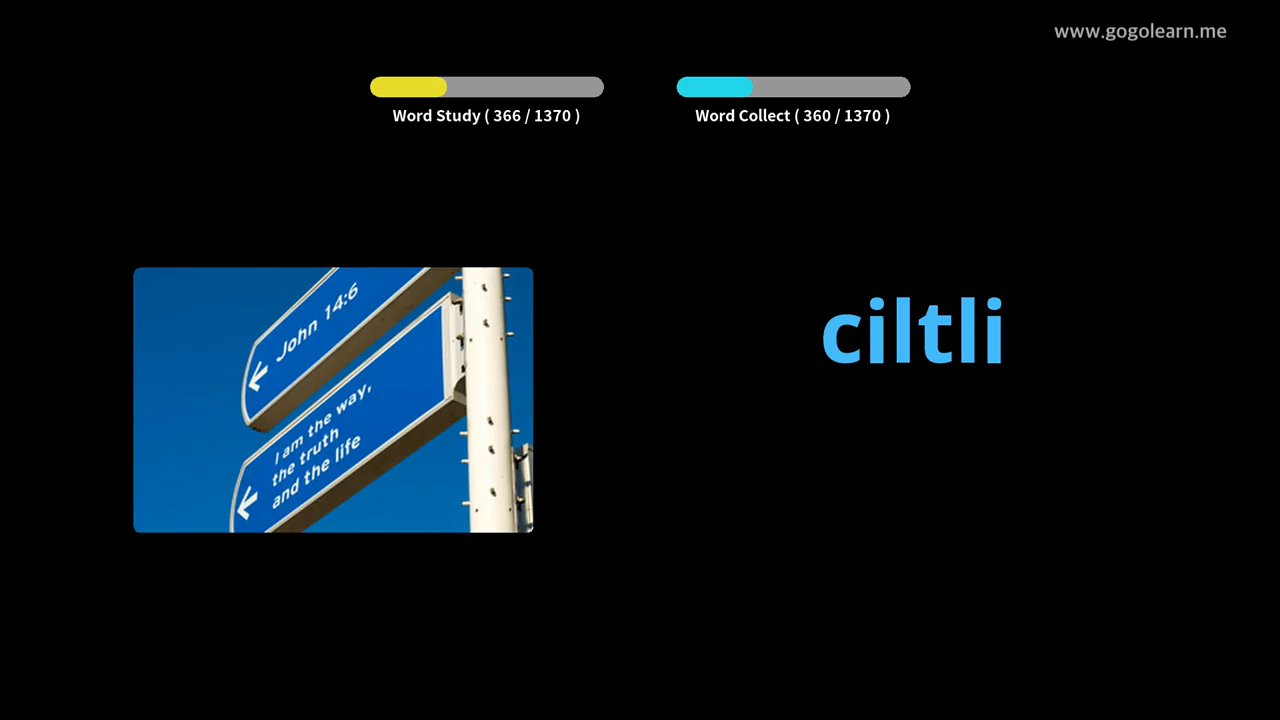 www.gogolearn.me
Word Study ( 366 / 1370 )
Word Collect ( 360 / 1370 )
John 14:6
I am the way,
the truth
and the life
ciltli